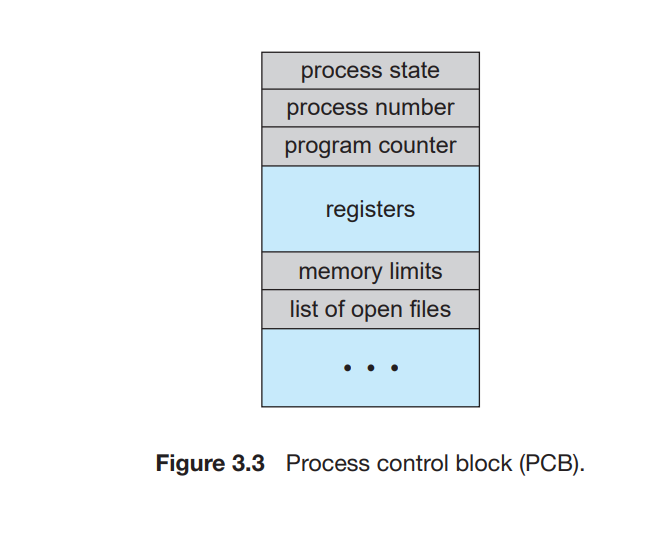 process state
process number
program counter
registers
memory limits
list of open files
• • •
Figure 3.3 Process control block (PCB).